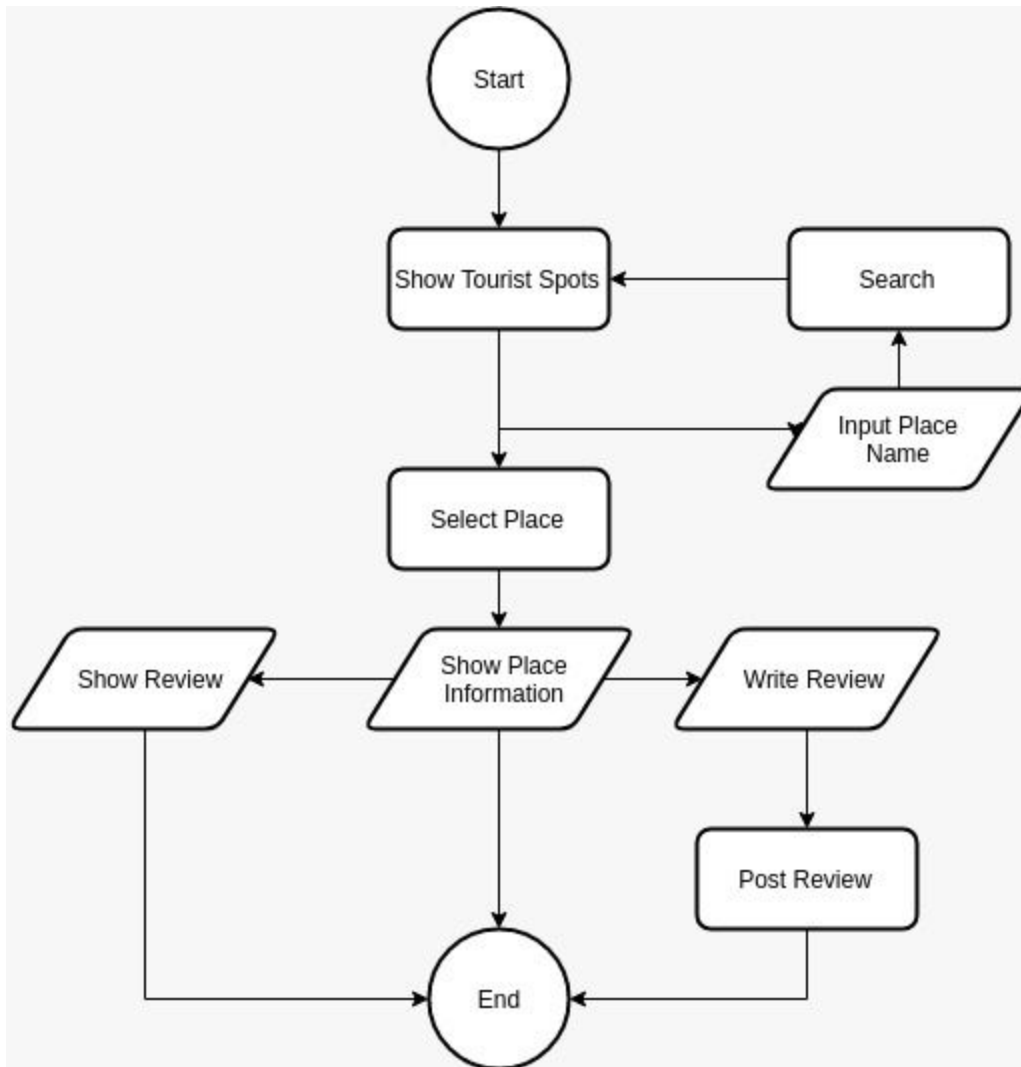 Start
Show Tourist Spots
Search
Input Place
Name
Select Place
Show Review
Show Place
Information
Write Review
Post Review
End